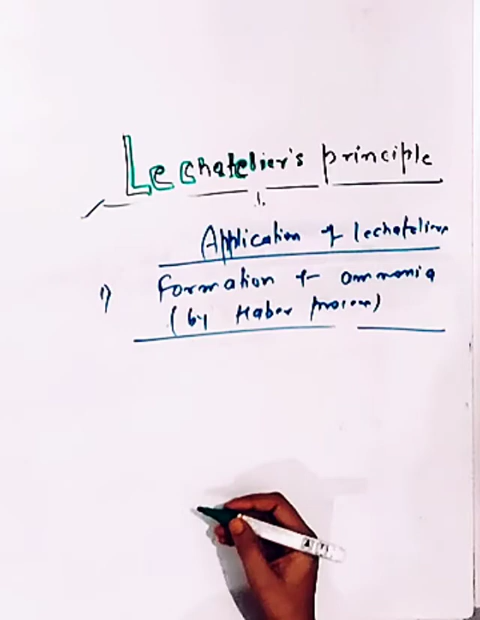 Lechatelier's principle
Application of lechatelier
1) Formation of ammonia
(by Haber process)